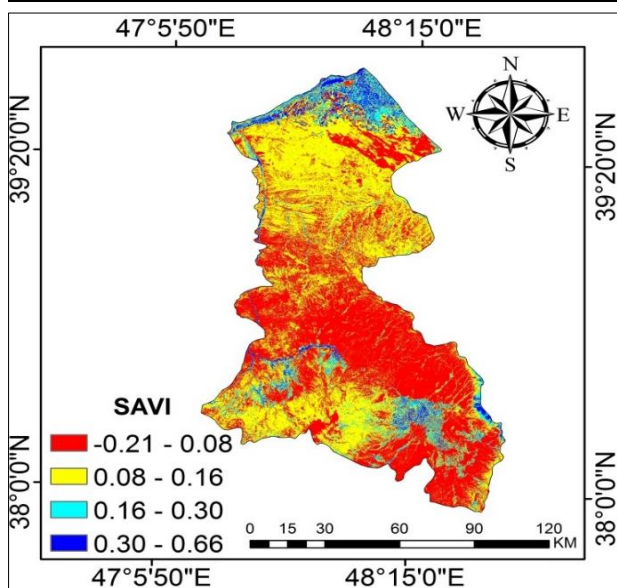 47°5'50"E 48°15'0"E
N
W E
S
39°20'0"N 39°20'0"N
SAVI
-0.21 - 0.08
0.08 - 0.16
0.16 - 0.30
0.30 - 0.66
38°0'0"N 38°0'0"N
0 15 30 60 90 120
KM
47°5'50"E 48°15'0"E